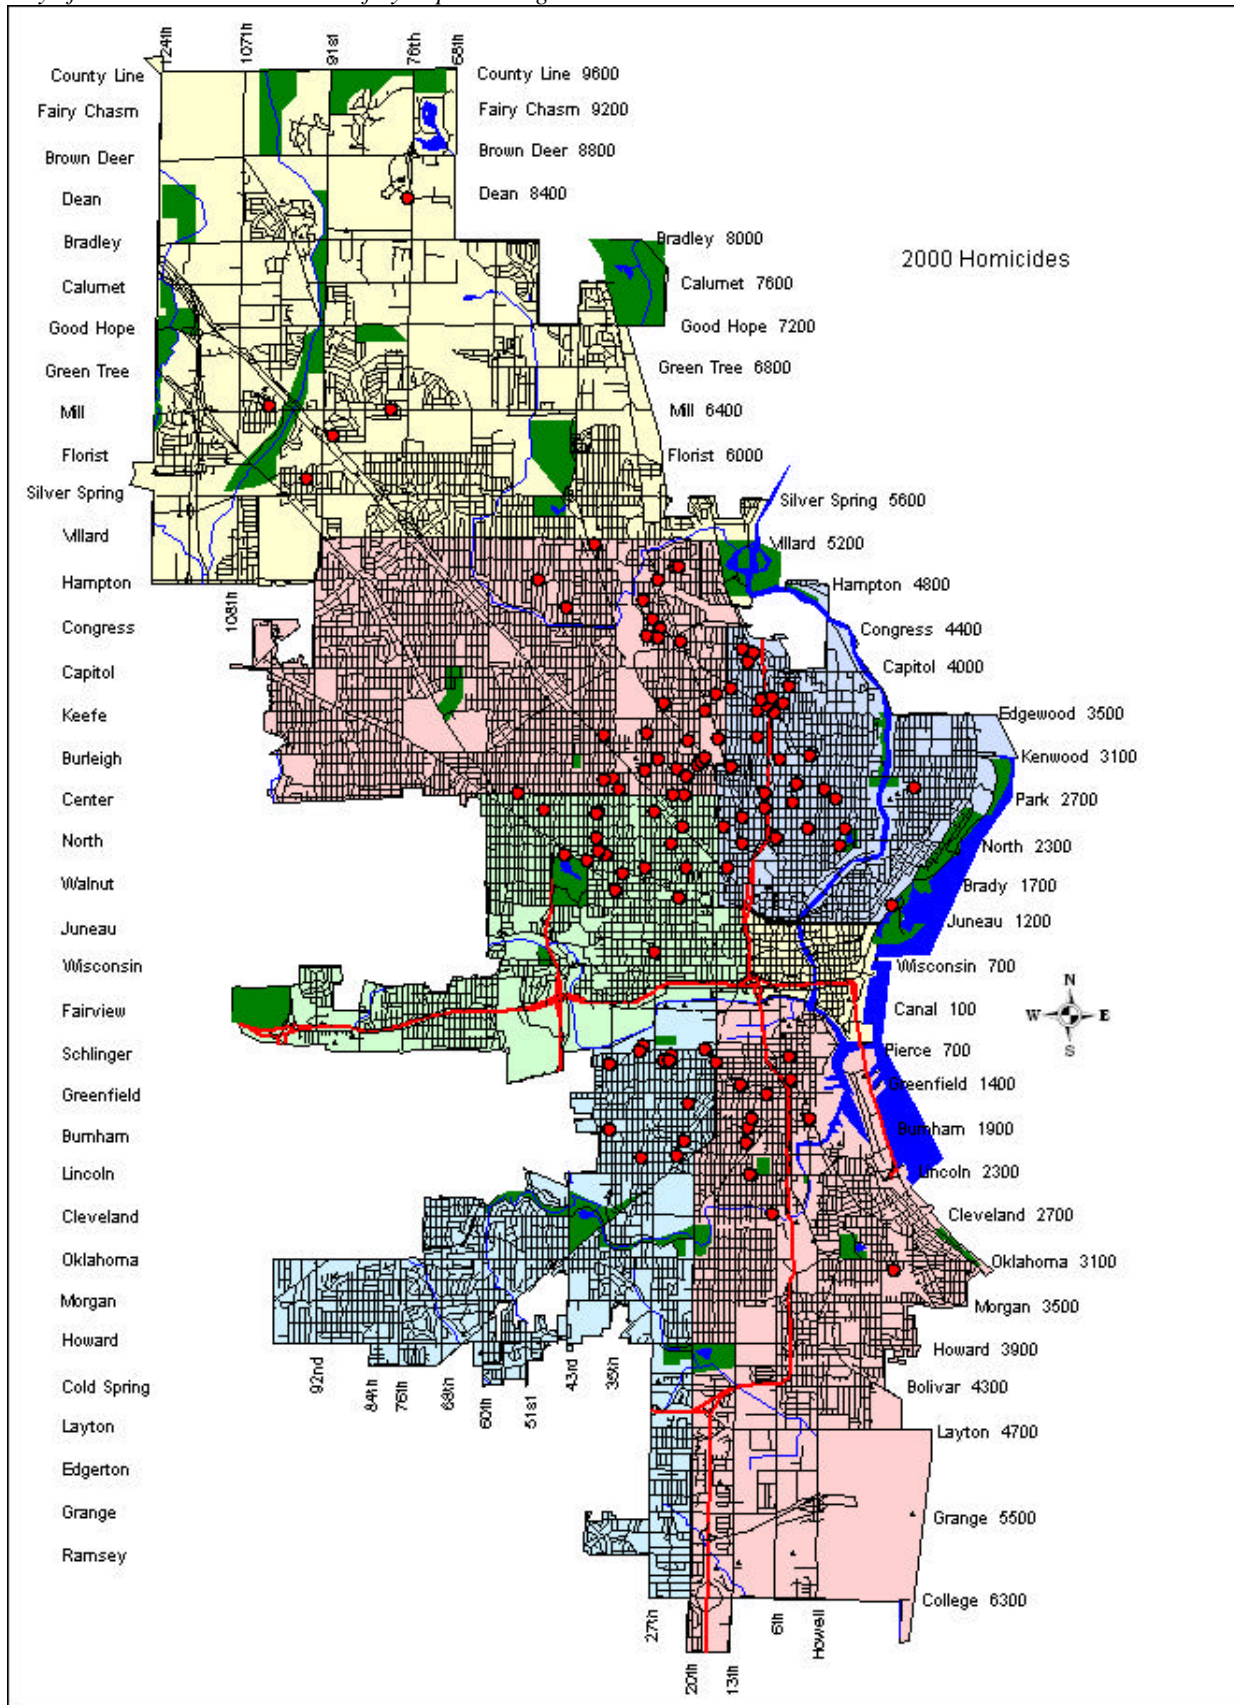 124th 107th 91st 76th 68th
County Line County Line 9600
Fairy Chasm Fairy Chasm 9200
Brown Deer Brown Deer 8800
Dean Dean 8400
Bradley Bradley 8000
2000 Homicides
Calumet Calumet 7600
Good Hope Good Hope 7200
Green Tree Green Tree 6800
Mill Mill 6400
Florist Florist 6000
Silver Spring Silver Spring 5600
Villard Villard 5200
Hampton Hampton 4800
108th
Congress Congress 4400
Capitol Capitol 4000
Keefe Edgewood 3500
Burleigh Kenwood 3100
Center Park 2700
North North 2300
Walnut Brady 1700
Juneau Juneau 1200
Wisconsin Wisconsin 700
N
Fairview Canal 100
W E
S
Schlinger Pierce 700
Greenfield Greenfield 1400
Burnham Burnham 1900
Lincoln Lincoln 2300
Cleveland Cleveland 2700
Oklahoma Oklahoma 3100
Morgan Morgan 3500
Howard Howard 3900
92nd 84th 76th 68th 60th 51st 43rd 35th
Cold Spring Bolivar 4300
Layton Layton 4700
Edgerton
Grange Grange 5500
Ramsey
College 6300
27th 20th 13th 6th Howell